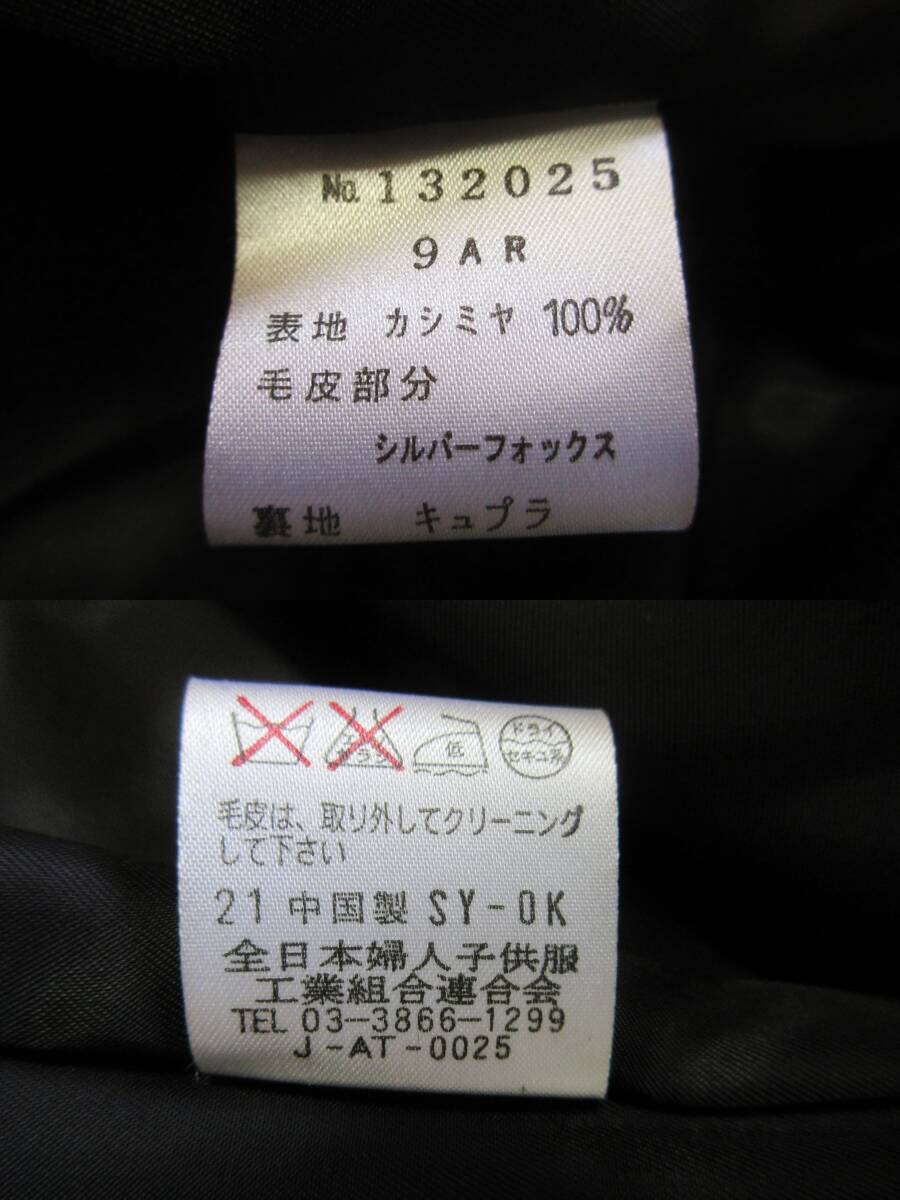 №132025
9AR
表地 カシミヤ 100%
毛皮部分
シルバーフォックス
裏地 キュプラ
低
ドライ
セキユ系
毛皮は、取り外してクリーニング
して下さい
21 中国製 SY-OK
全日本婦人子供服
工業組合連合会
TEL 03-3866-1299
J-AT-0025